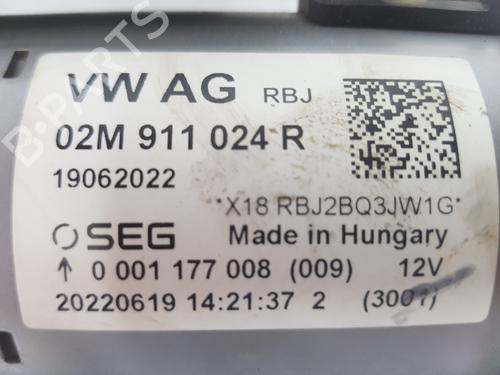 VW AG RBJ
02M 911 024 R
19062022
*X18 RBJ2BQ3JW1G*
SEG Made in Hungary
↑ 0 001 177 008 (009) 12V
20220619 14:21:37 2 (3001)
B-PARTS